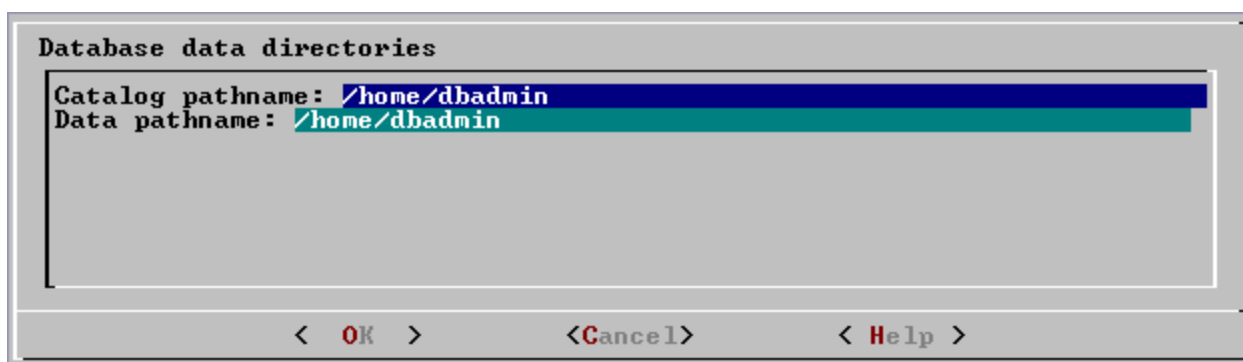 Database data directories
Catalog pathname: /home/dbadmin
Data pathname: /home/dbadmin
< OK > <Cancel> < Help >